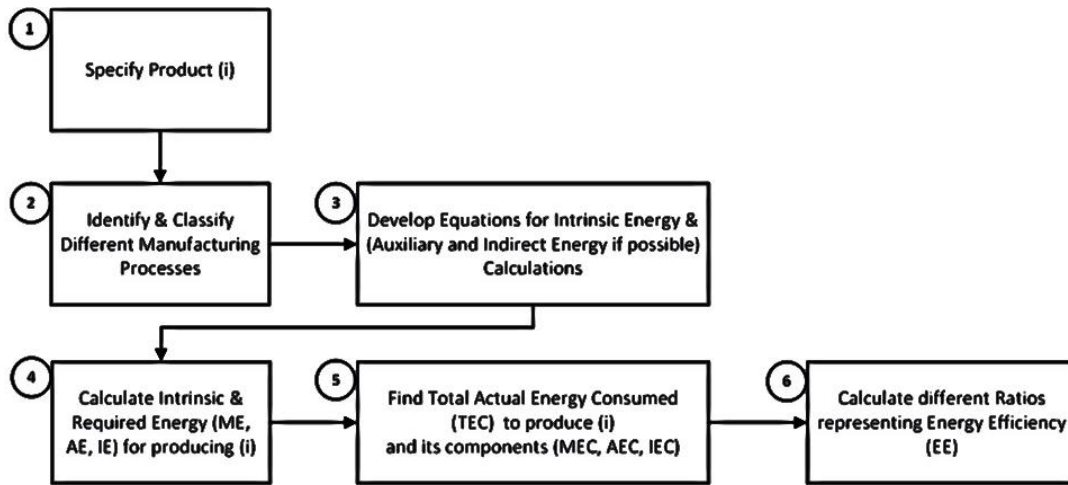 1
Specify Product (i)
2
Identify & Classify
Different Manufacturing
Processes
3
Develop Equations for Intrinsic Energy &
(Auxiliary and Indirect Energy if possible)
Calculations
4
Calculate Intrinsic &
Required Energy (ME,
AE, IE) for producing (i)
5
Find Total Actual Energy Consumed
(TEC) to produce (i)
and its components (MEC, AEC, IEC)
6
Calculate different Ratios
representing Energy Efficiency
(EE)